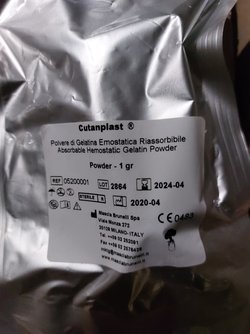 Cutanplast ®
Polvere di Gelatina Emostatica Riassorbibile
Absorbable Hemostatic Gelatin Powder
Powder - 1 gr
REF 05200001
LOT 2864
2024-04
STERILE R
2020-04
CE 0483
Mascia Brunelli Spa
Viale Monza 272
20128 MILANO-ITALY